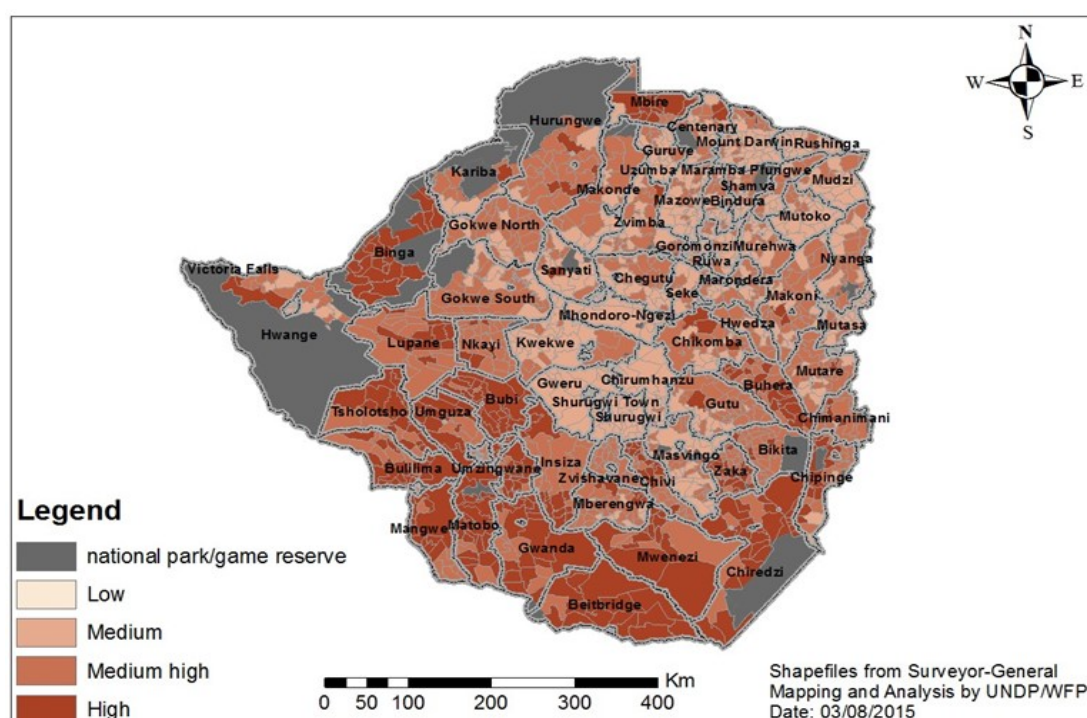 N
W E
S
Mbire
Hurungwe
Centenary
Mount Darwin Rushinga
Guruve
Kariba
Uzumba Maramba Pfungwe
Shamva
Mudzi
Makonde
Mazowe Bindura
Mutoko
Zvimba
Gokwe North
Goromonzi Murehwa
Binga
Ruwa
Nyanga
Victoria Falls
Sanyati
Chegutu
Marondera
Seke
Makoni
Gokwe South
Mhondoro-Ngezi
Hwedza
Mutasa
Hwange
Lupane
Nkayi
Kwekwe
Chikomba
Mutare
Gweru
Chirumhanzu
Buhera
Bubi
Shurugwi Town
Gutu
Tsholotsho Umguza
Shurugwi
Chimanimani
Masvingo
Bikita
Bulilima
Umzingwane
Insiza
Zvishavane
Chivi
Zaka
Chipinge
Mberengwa
Mangwe
Matobo
Gwanda
Mwenezi
Chiredzi
Beitbridge
Legend
national park/game reserve
Low
Medium
Medium high
High
Km
0 50 100 200 300 400
Shapefiles from Surveyor-General
Mapping and Analysis by UNDP/WFP
Date: 03/08/2015